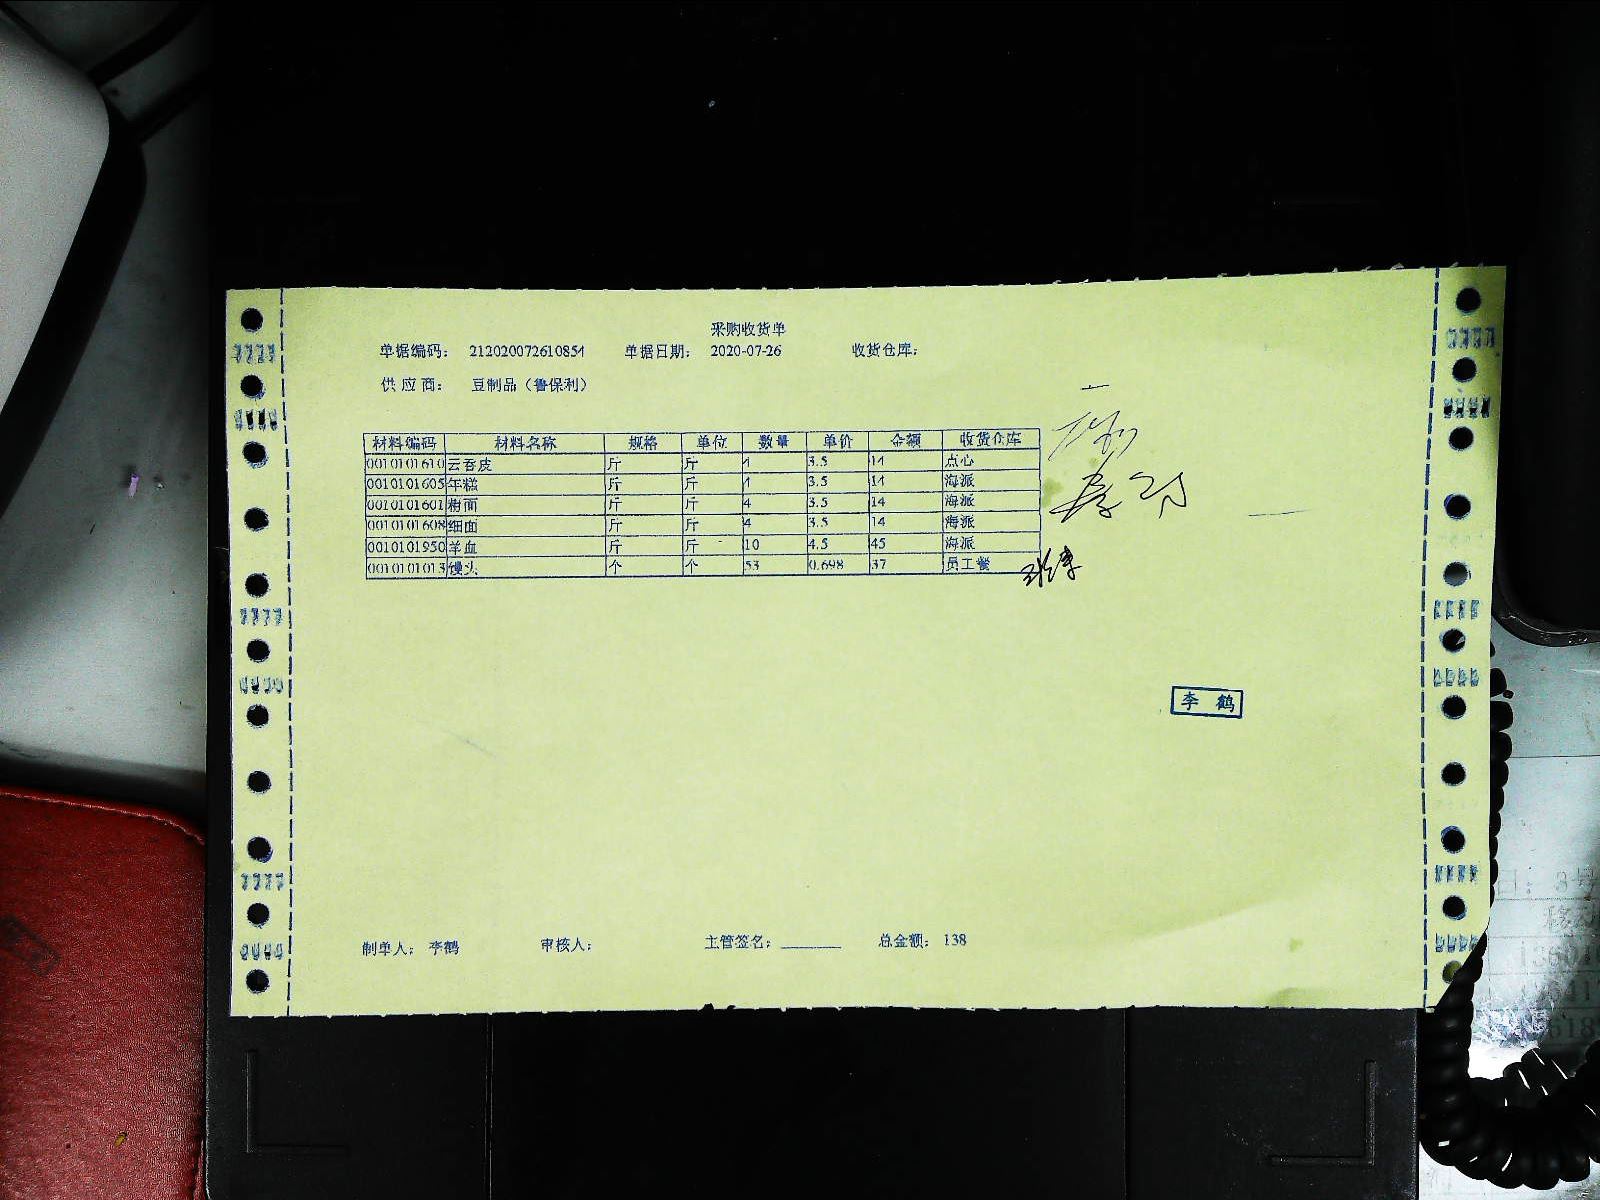 采购收货单
单据编码： 212020072610854 单据日期： 2020-07-26 收货仓库：
供 应 商： 豆制品（鲁保利）
材料编码 材料名称 规格 单位 数量 单价 金额 收货仓库
0010101610 云吞皮 斤 斤 4 3.5 14 点心
0010101605 年糕 斤 斤 4 3.5 14 海派
0010101601 粗面 斤 斤 4 3.5 14 海派
0010101608 细面 斤 斤 4 3.5 14 海派
0010101950 羊血 斤 斤 10 4.5 45 海派
0010101013 馒头 个 个 53 0.698 37 员工餐
李 鹤
制单人： 李鹤 审核人： 主管签名：______ 总金额： 138